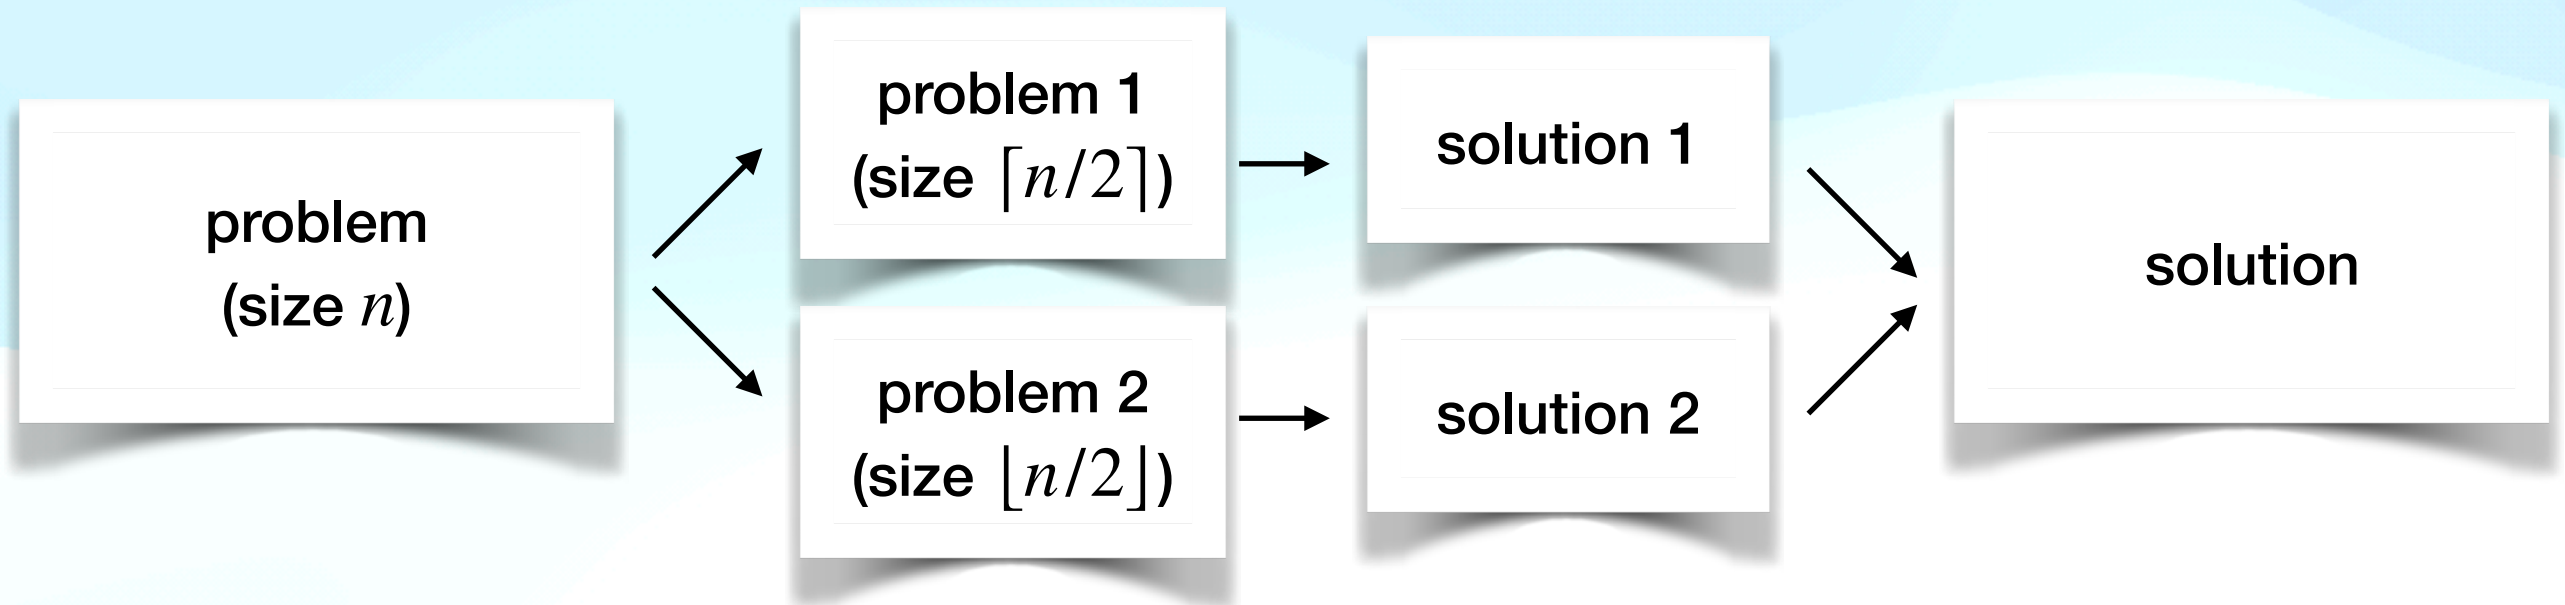 problem
(size n)
problem 1
(size ⌈n/2⌉)
problem 2
(size ⌊n/2⌋)
solution 1
solution 2
solution